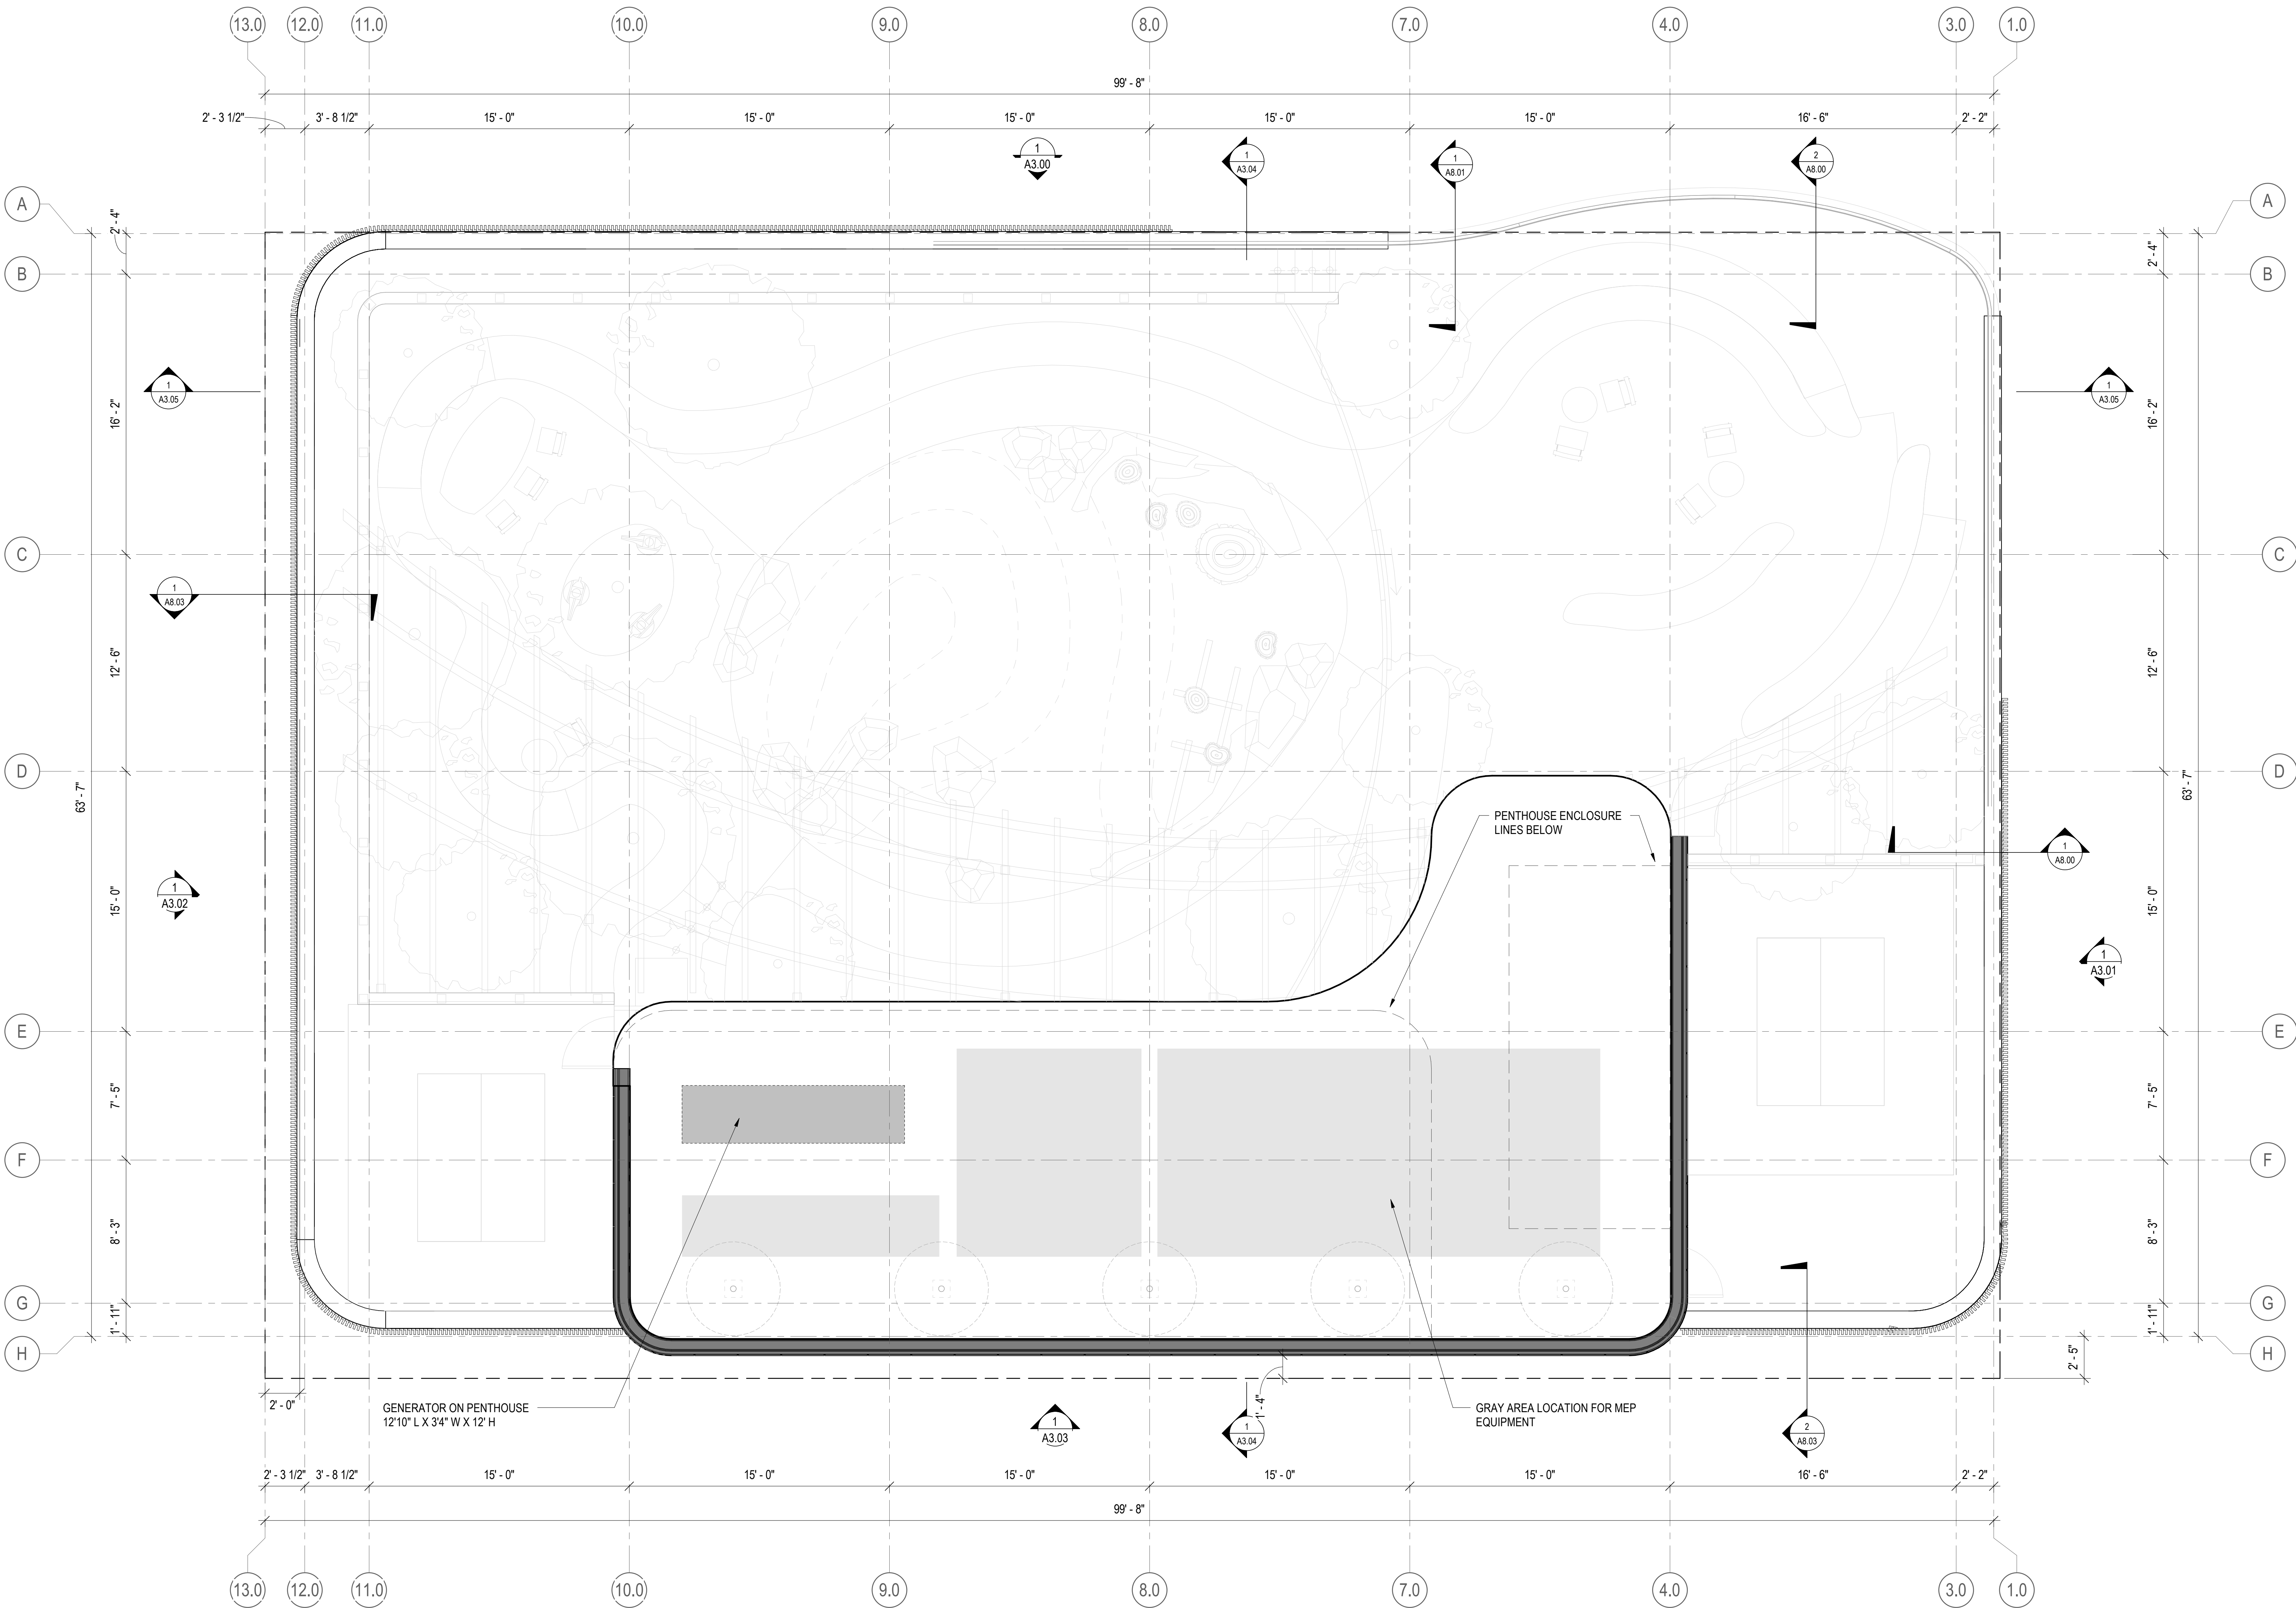 13.0 12.0 11.0 10.0 9.0 8.0 7.0 4.0 3.0 1.0
99' - 8"
2' - 3 1/2" 3' - 8 1/2" 15' - 0" 15' - 0" 15' - 0" 15' - 0" 15' - 0" 16' - 6" 2' - 2"
1
A3.00
1
A3.04
1
A8.01
2
A8.00
A
A
2' - 4"
2' - 4"
B
B
1
A3.05
1
A3.05
16' - 2"
16' - 2"
C
C
1
A8.03
12' - 6"
12' - 6"
D
D
63' - 7"
63' - 7"
PENTHOUSE ENCLOSURE
LINES BELOW
1
A8.00
1
A3.02
15' - 0"
15' - 0"
1
A3.01
E
E
7' - 5"
7' - 5"
F
F
8' - 3"
8' - 3"
G
G
1' - 11"
1' - 11"
H
H
2' - 5"
2' - 0"
1' - 4"
GENERATOR ON PENTHOUSE
12'10" L X 3'4" W X 12' H
1
A3.03
1
A3.04
GRAY AREA LOCATION FOR MEP
EQUIPMENT
2
A8.03
2' - 3 1/2" 3' - 8 1/2" 15' - 0" 15' - 0" 15' - 0" 15' - 0" 15' - 0" 16' - 6" 2' - 2"
99' - 8"
13.0 12.0 11.0 10.0 9.0 8.0 7.0 4.0 3.0 1.0